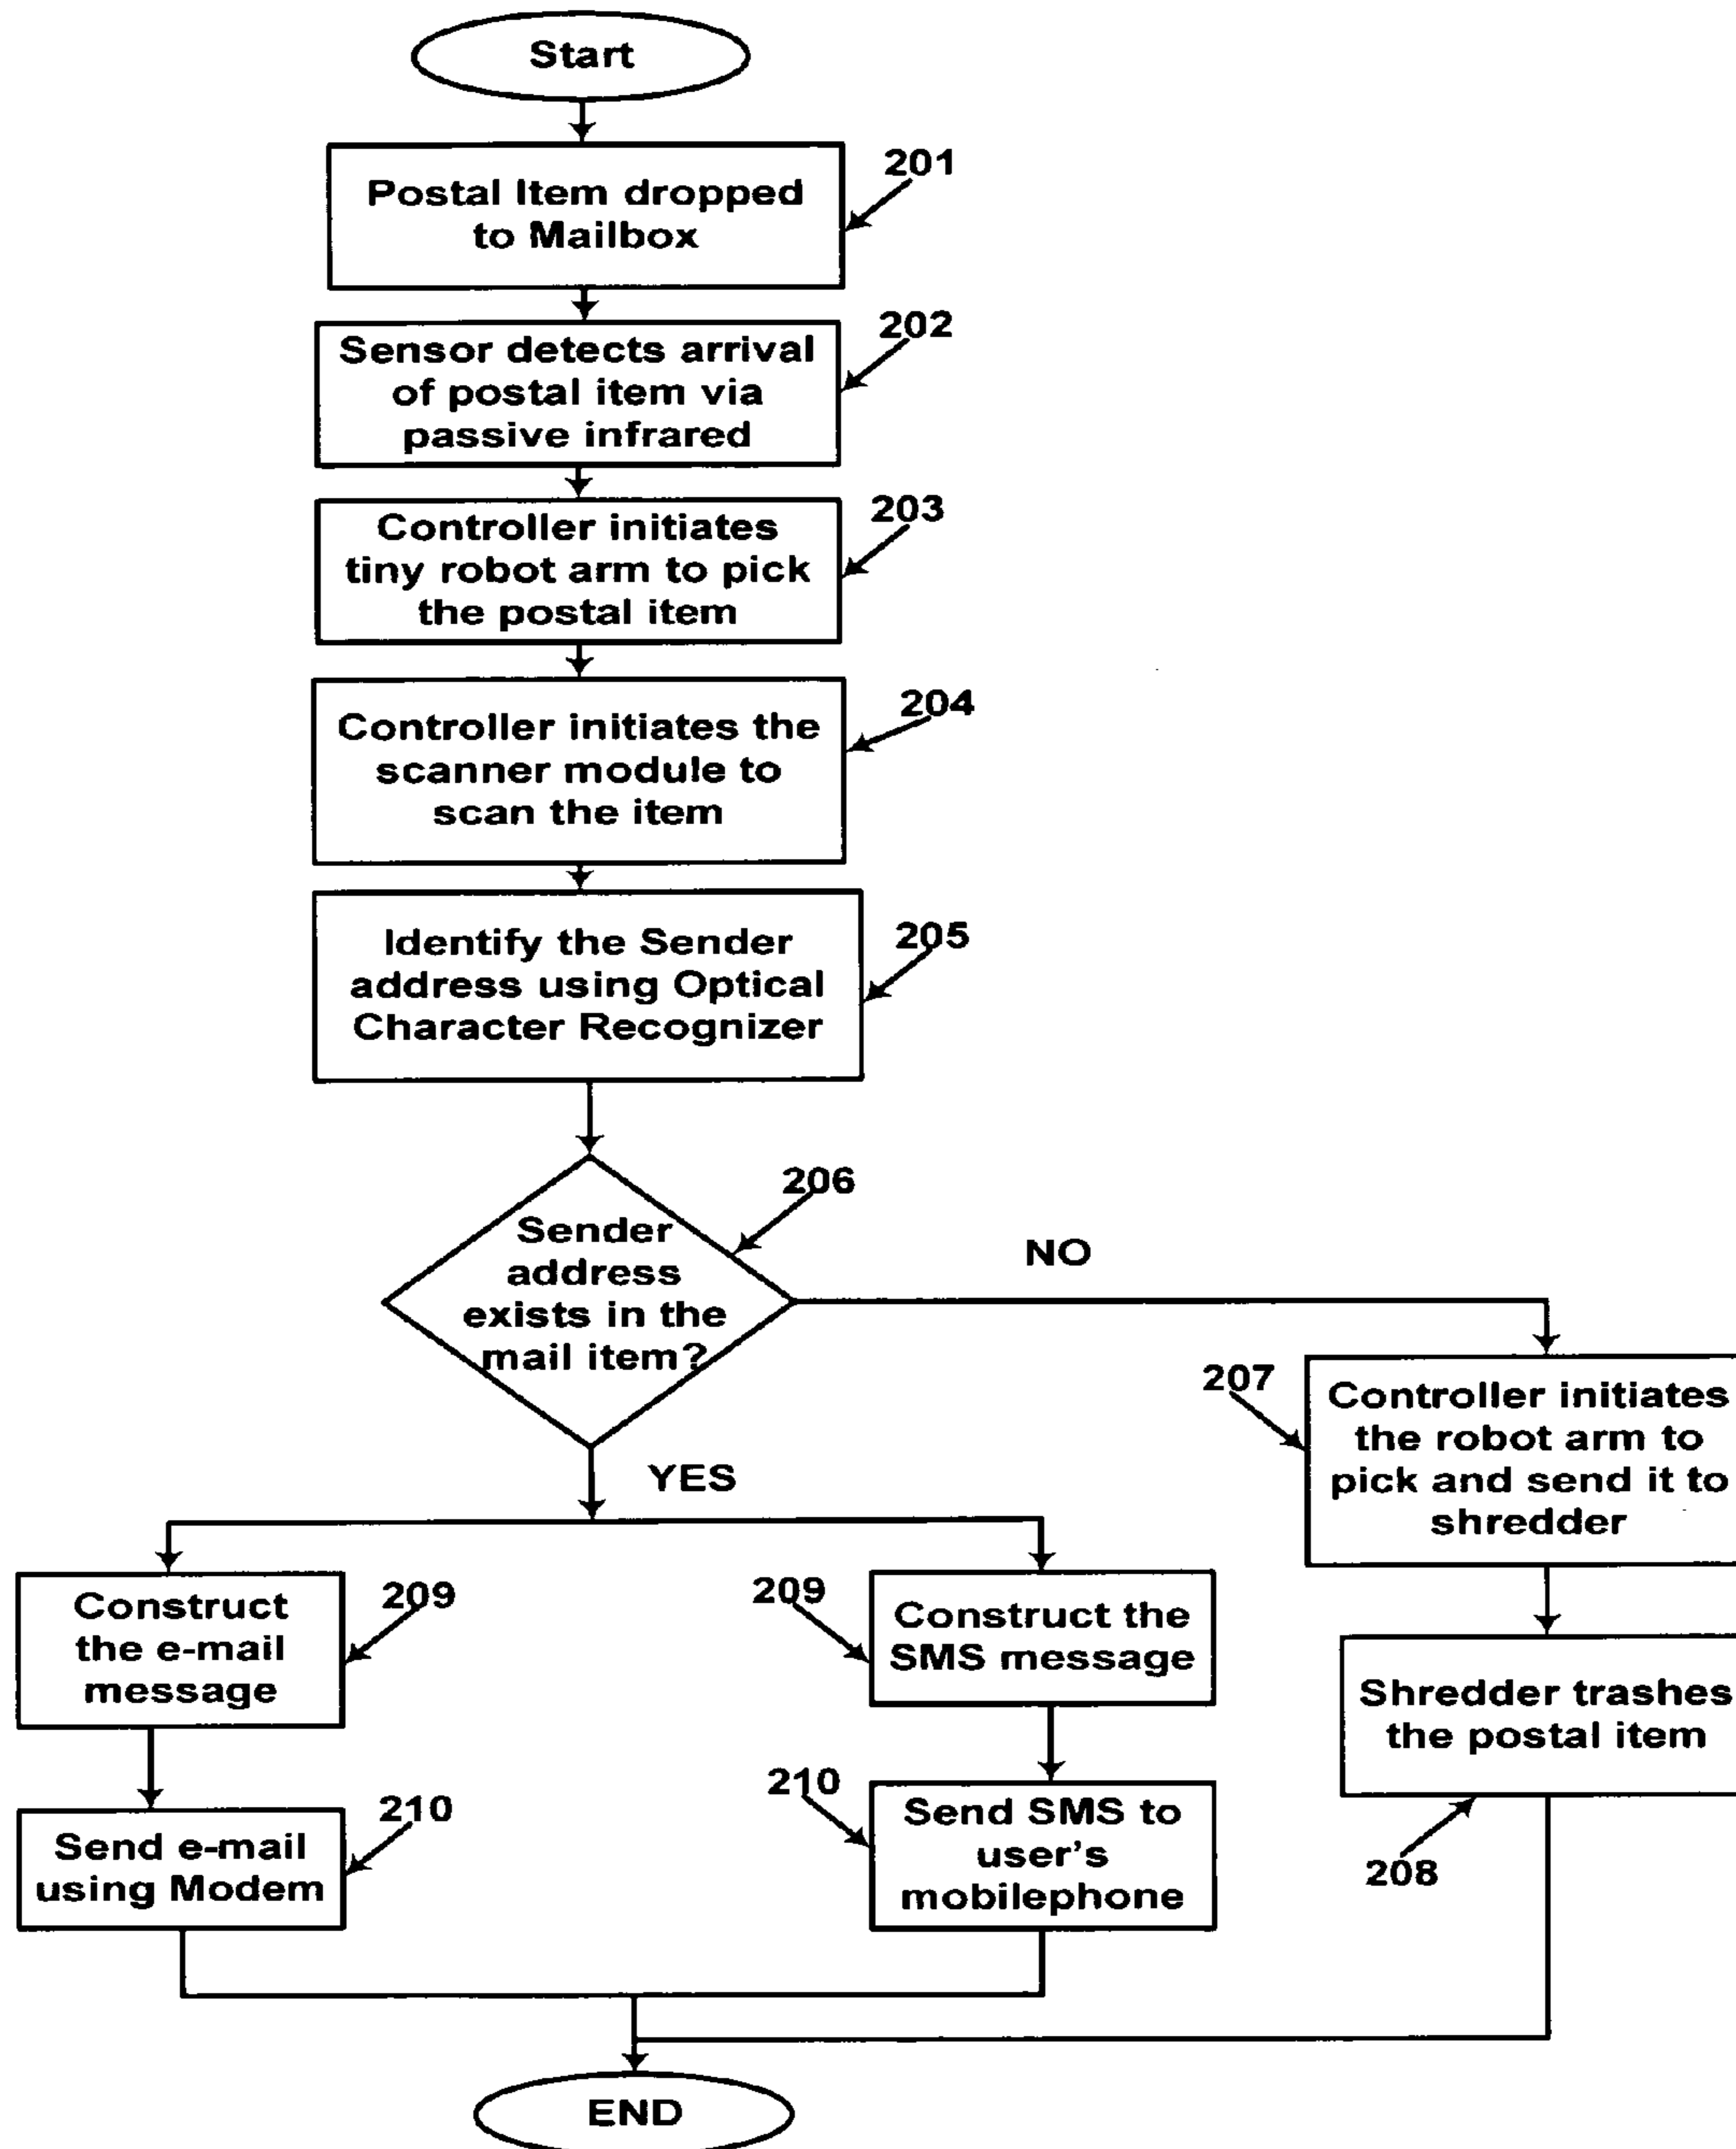 Start
201
Postal Item dropped
to Mailbox
202
Sensor detects arrival
of postal item via
passive infrared
203
Controller initiates
tiny robot arm to pick
the postal item
204
Controller initiates the
scanner module to
scan the item
205
Identify the Sender
address using Optical
Character Recognizer
206
Sender
address
exists in the
mail item?
NO
207
Controller initiates
the robot arm to
pick and send it to
shredder
YES
Construct
the e-mail
message
209
209
Construct the
SMS message
Shredder trashes
the postal item
208
Send e-mail
using Modem
210
210
Send SMS to
user's
mobilephone
END